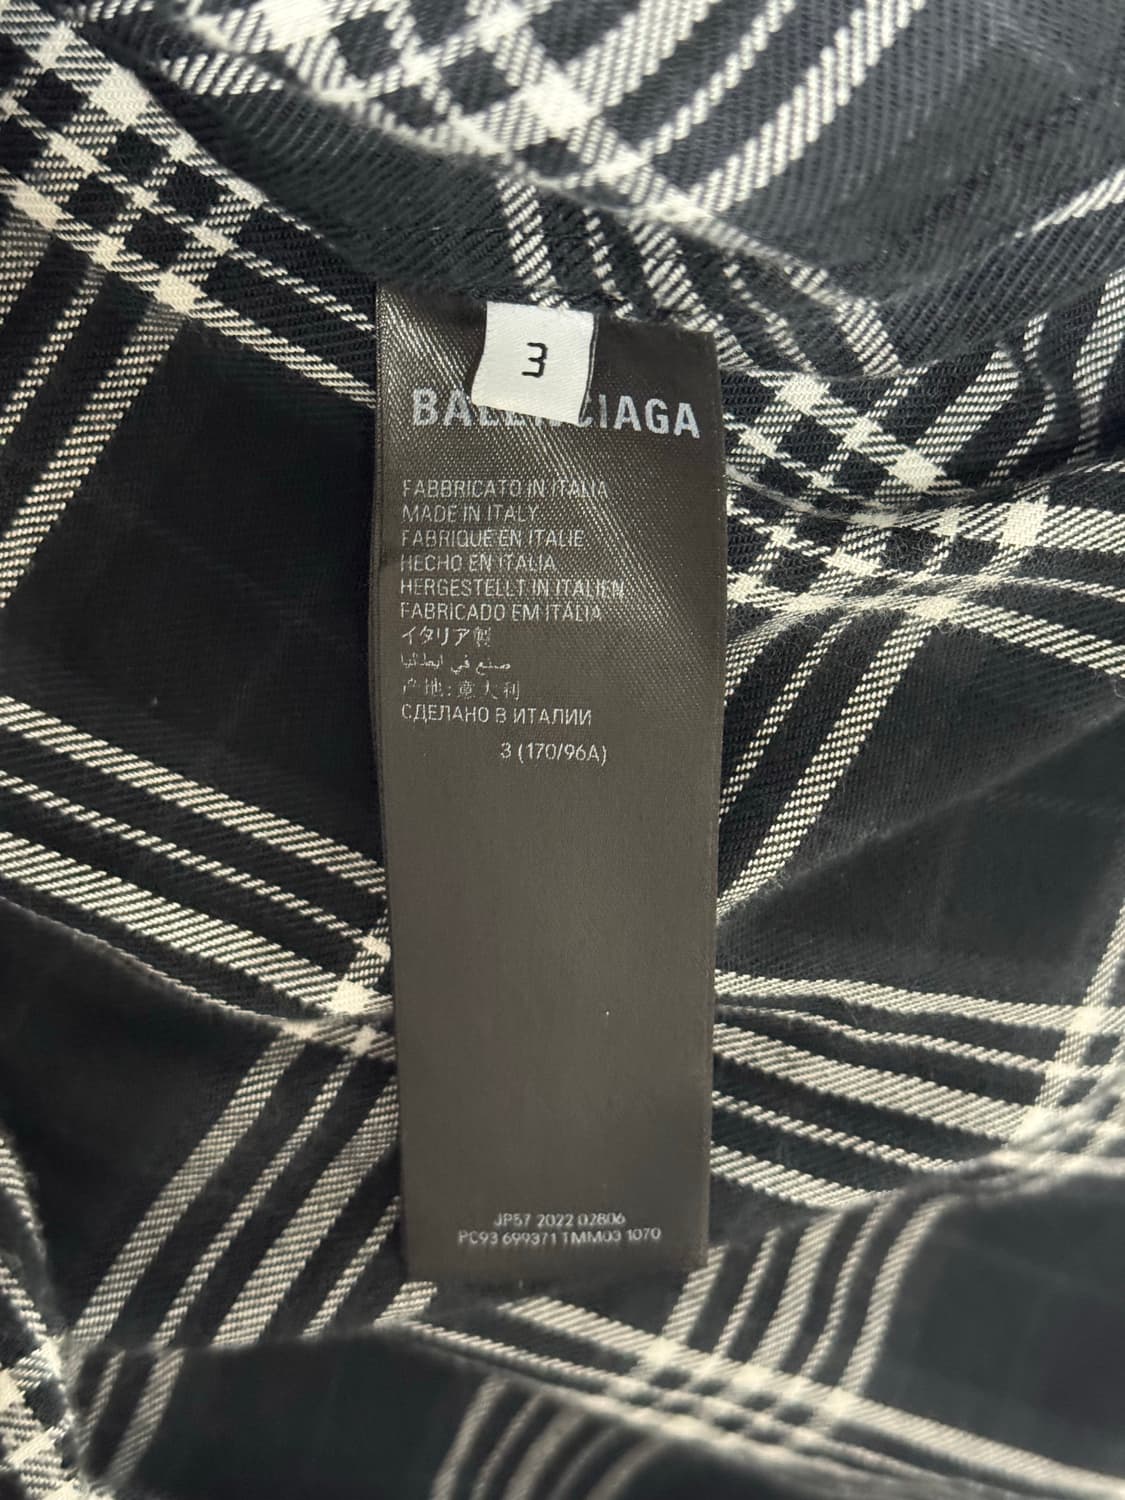 3
BALENCIAGA
FABBRICATO IN ITALIA
MADE IN ITALY
FABRIQUÉ EN ITALIE
HECHO EN ITALIA
HERGESTELLT IN ITALIEN
FABRICADO EM ITÁLIA
イタリア製
صنع في ايطاليا
产地:意大利
СДЕЛАНО В ИТАЛИИ
3 (170/96A)
JP57 2022 02806
PC93 699371 TMM03 1070